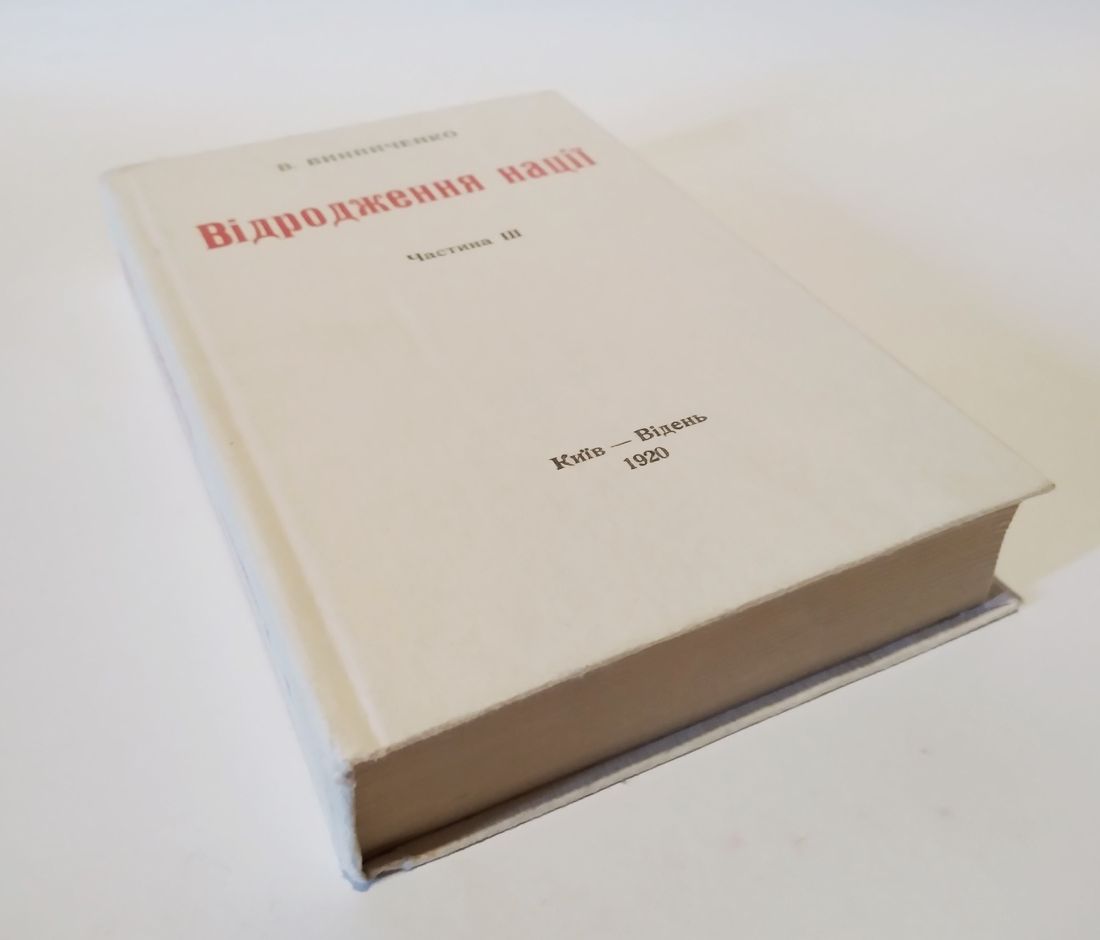 В. ВИННИЧЕНКО
Відродження нації
Частина III
Київ — Відень
1920